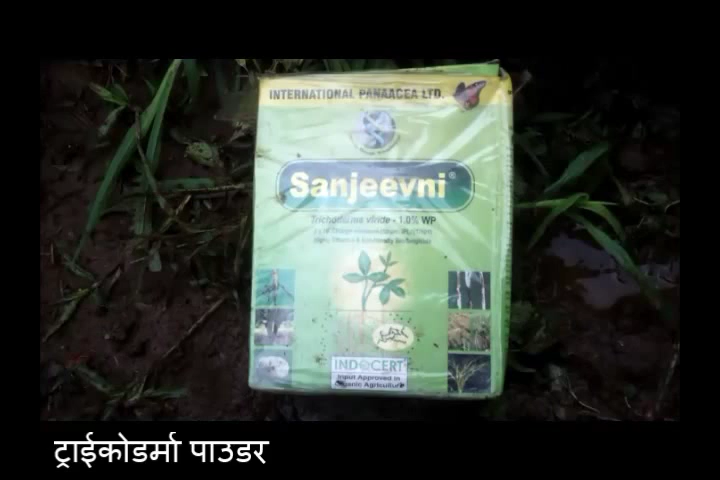 INTERNATIONAL PANAACEA LTD.
Sanjeevni®
Trichoderma viride - 1.0% WP
INDOCERT
Input Approved in
Organic Agriculture
ट्राईकोडर्मा पाउडर